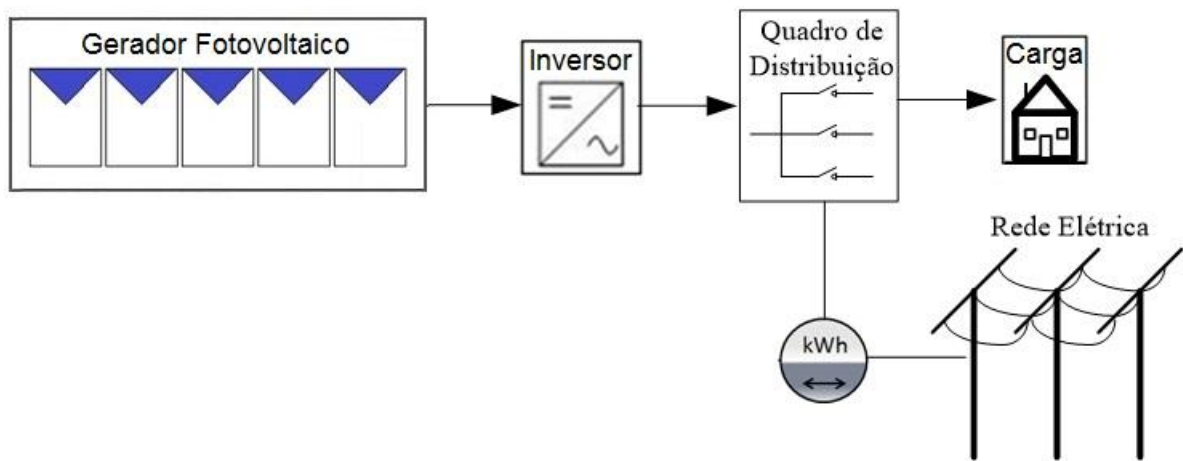 Gerador Fotovoltaico
Inversor
Quadro de
Distribuição
Carga
Rede Elétrica
kWh